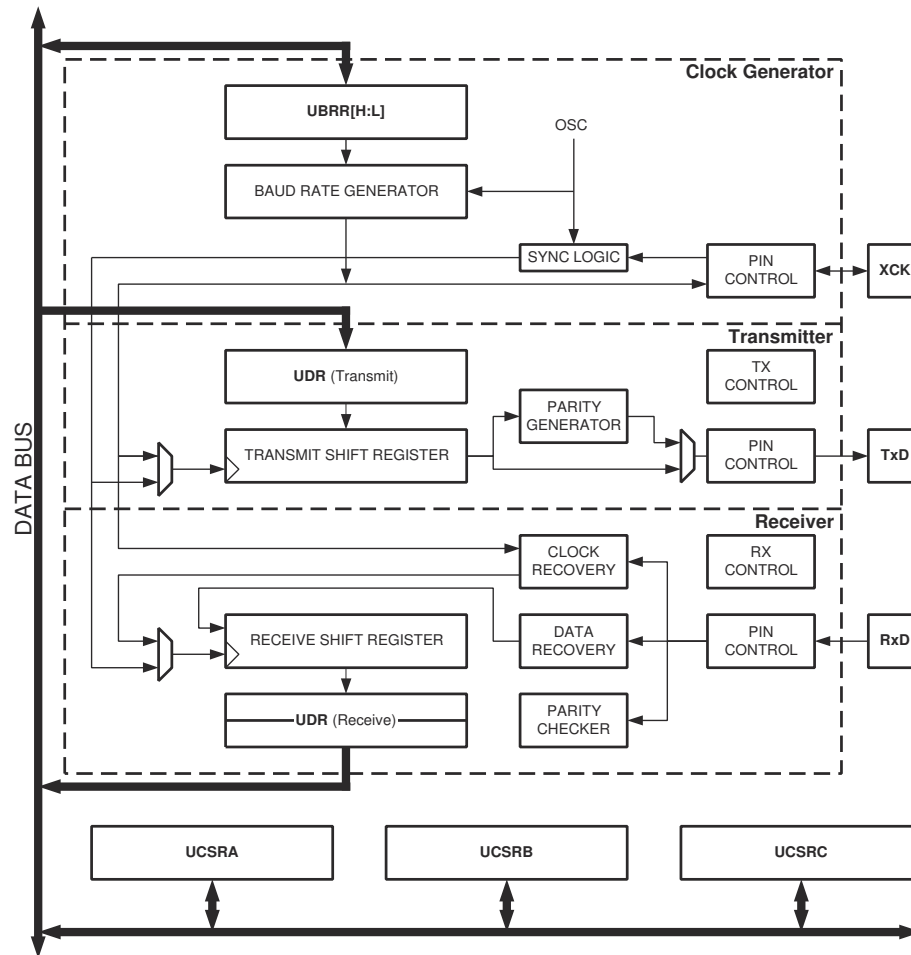 Clock Generator
UBRR[H:L]
OSC
BAUD RATE GENERATOR
SYNC LOGIC
PIN
CONTROL
XCK
Transmitter
TX
CONTROL
UDR (Transmit)
PARITY
GENERATOR
TRANSMIT SHIFT REGISTER
PIN
CONTROL
TxD
DATA BUS
Receiver
CLOCK
RECOVERY
RX
CONTROL
RECEIVE SHIFT REGISTER
DATA
RECOVERY
PIN
CONTROL
RxD
UDR (Receive)
PARITY
CHECKER
UCSRA
UCSRB
UCSRC